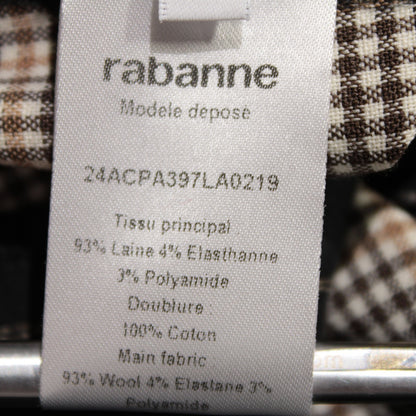 rabanne
Modele depose
24ACPA397LA0219
Tissu principal :
93% Laine 4% Elasthanne
3% Polyamide
Doublure :
100% Coton
Main fabric :
93% Wool 4% Elastane 3%
Polyamide